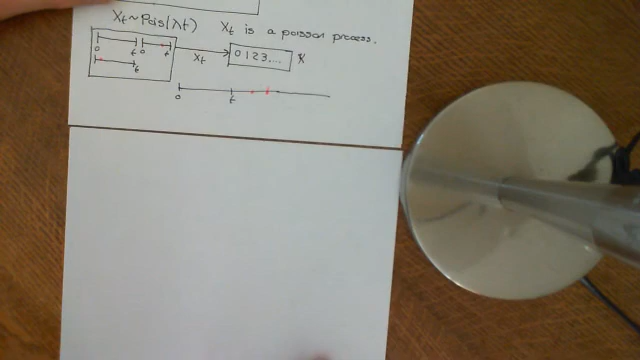 Xt~Pois(λt) Xt is a poisson process.
0 t 0 t
0 t
Xt
0 1 2 3 ...
0 t